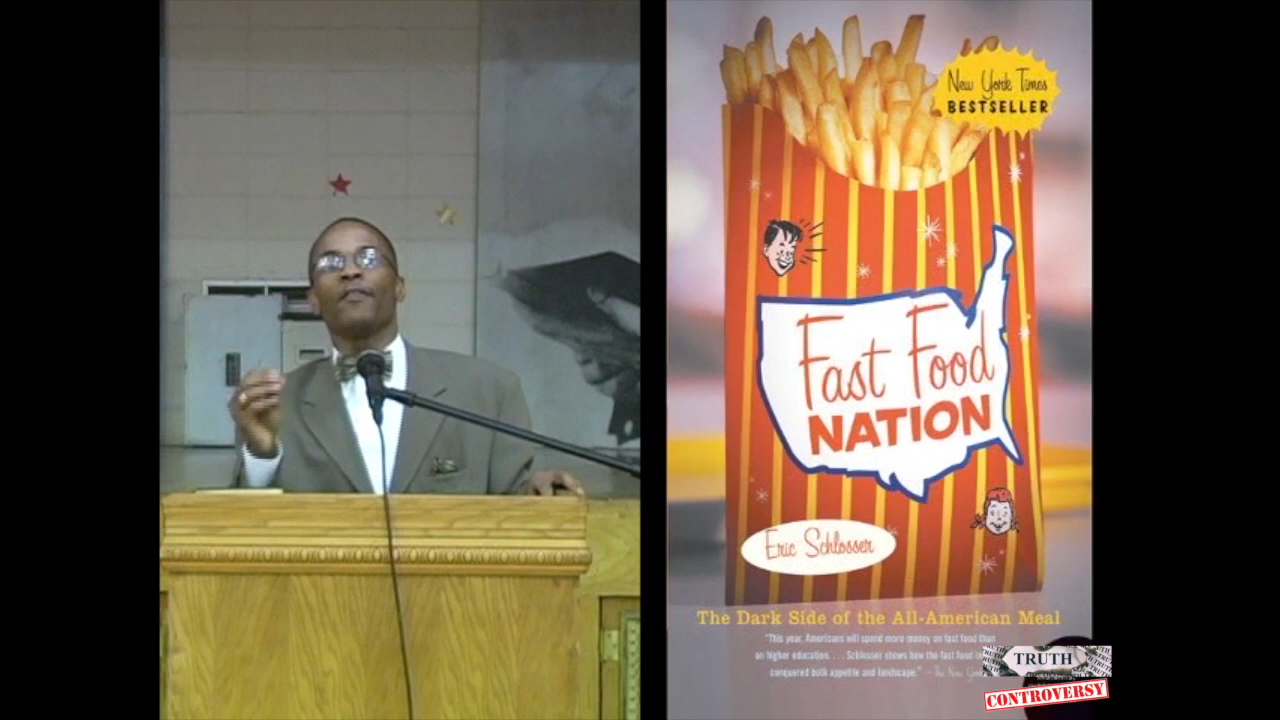 New York Times
BESTSELLER
Fast Food
NATION
Eric Schlosser
The Dark Side of the All-American Meal
"This year, Americans will spend more money on fast food than
on higher education. . . . Schlosser shows how the fast food
conquered both appetite and landscape." — The New
TRUTH
CONTROVERSY